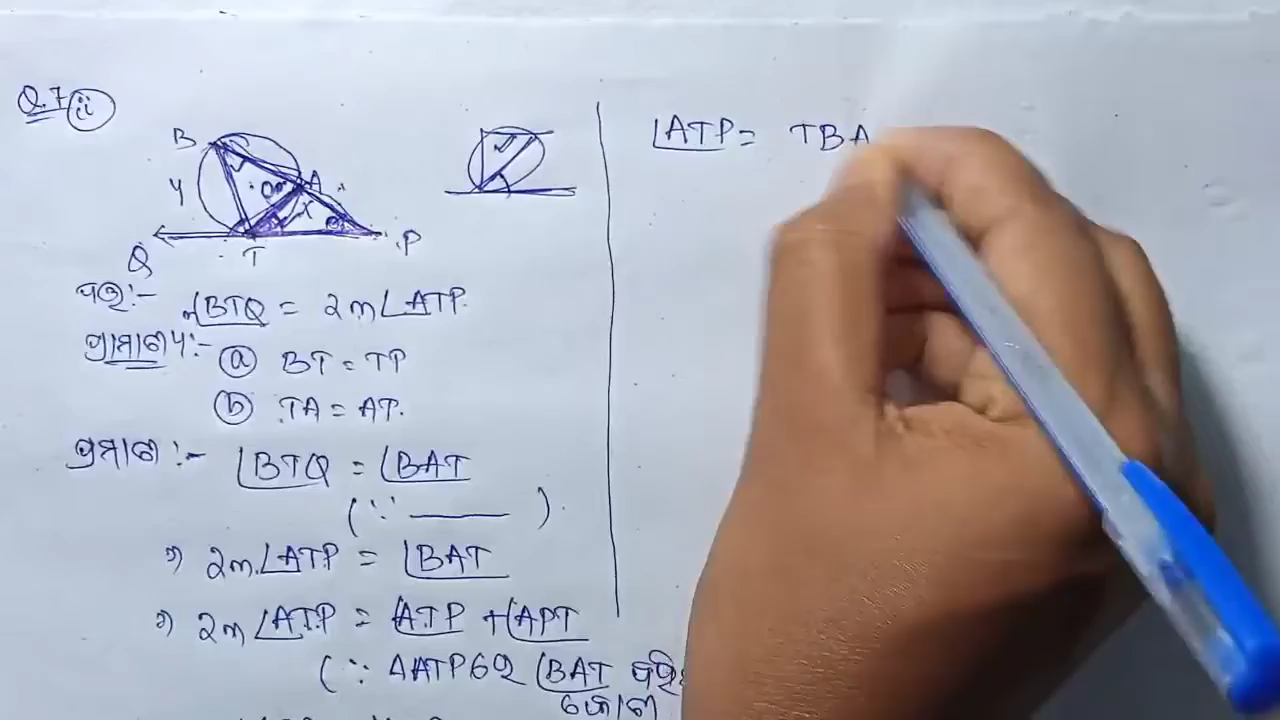 Q.7 (ii)
B
A
Y
X
Q
T
P
ଦତ୍ତ :-
m∠BTQ = 2m∠ATP.
ପ୍ରାମାଣ୍ୟ :-
(a) BT = TP
(b) TA = AP.
ପ୍ରମାଣ :-
∠BTQ = ∠BAT
(∵ ———— ).
⇒ 2m∠ATP = ∠BAT
⇒ 2m∠ATP = ∠ATP + ∠APT
(∵ ΔATPରେ ∠BAT ବହିଃ
କୋଣ
∠ATP = TBA